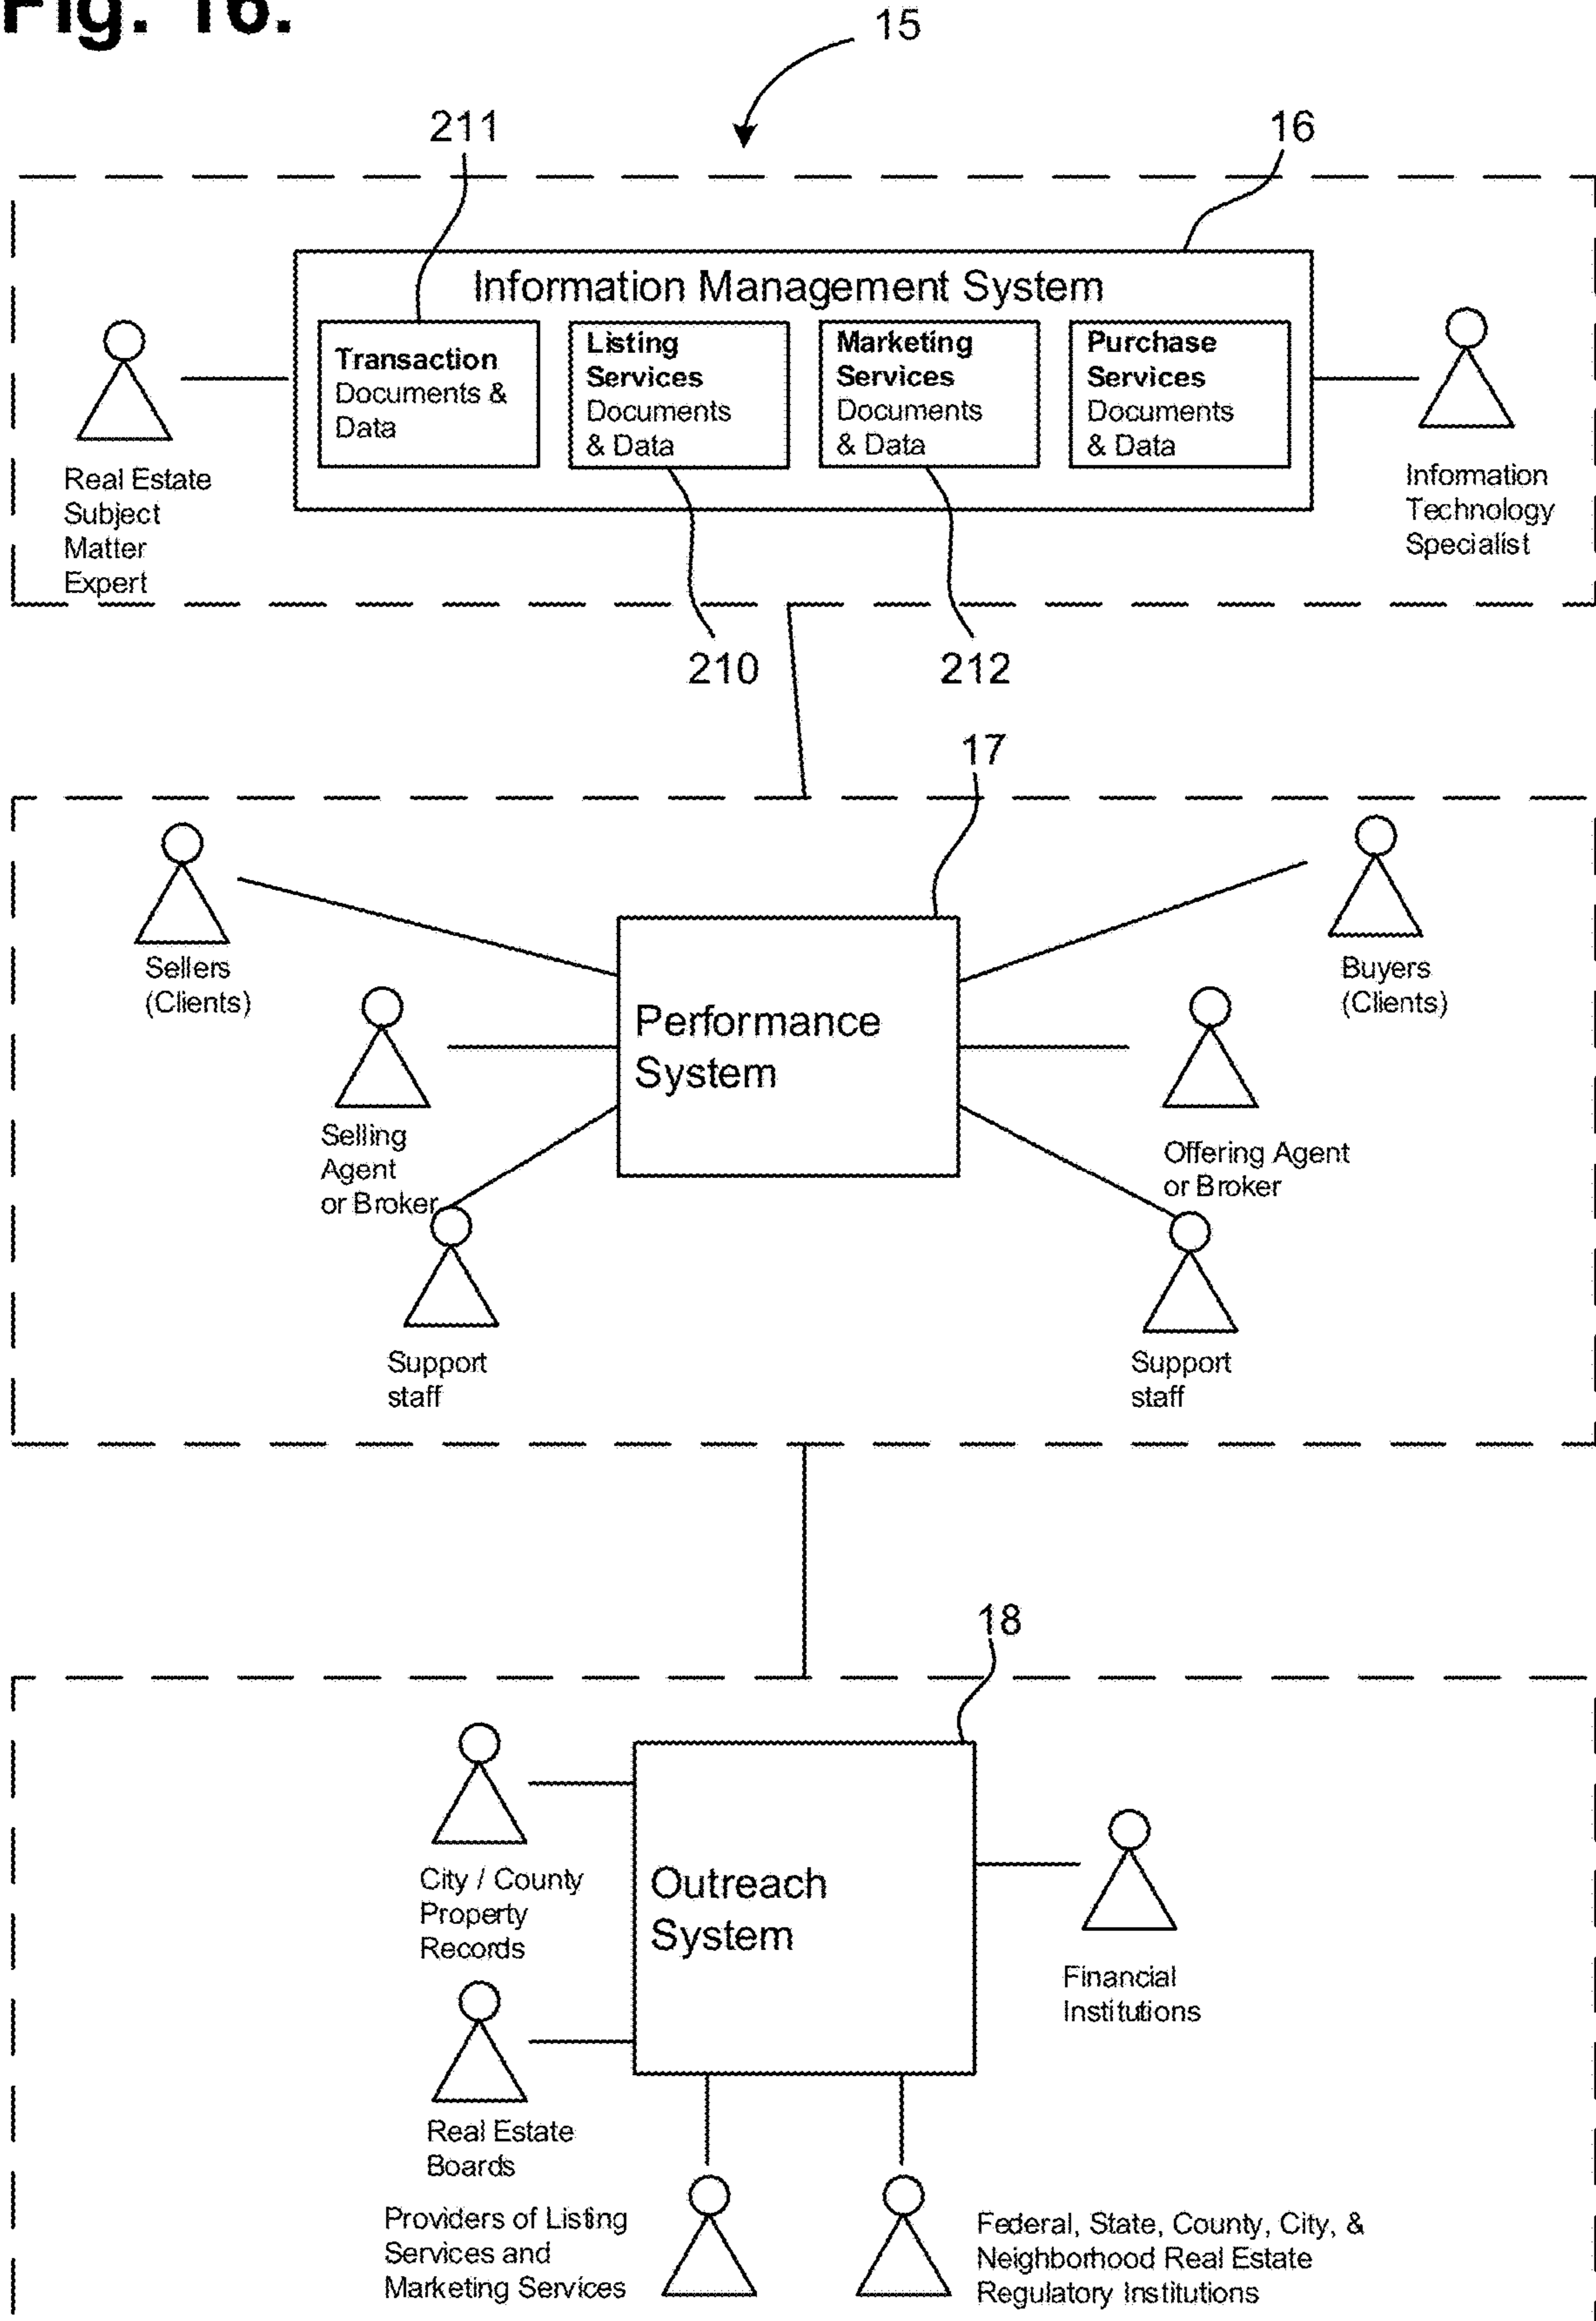 Fig. 16.
15
211
16
Information Management System
Transaction
Documents &
Data
Listing
Services
Documents
& Data
Marketing
Services
Documents
& Data
Purchase
Services
Documents
& Data
Real Estate
Subject
Matter
Expert
Information
Technology
Specialist
210
212
17
Sellers
(Clients)
Buyers
(Clients)
Performance
System
Selling
Agent
or Broker
Offering Agent
or Broker
Support
staff
Support
staff
18
City / County
Property
Records
Outreach
System
Financial
Institutions
Real Estate
Boards
Providers of Listing
Services and
Marketing Services
Federal, State, County, City, &
Neighborhood Real Estate
Regulatory Institutions